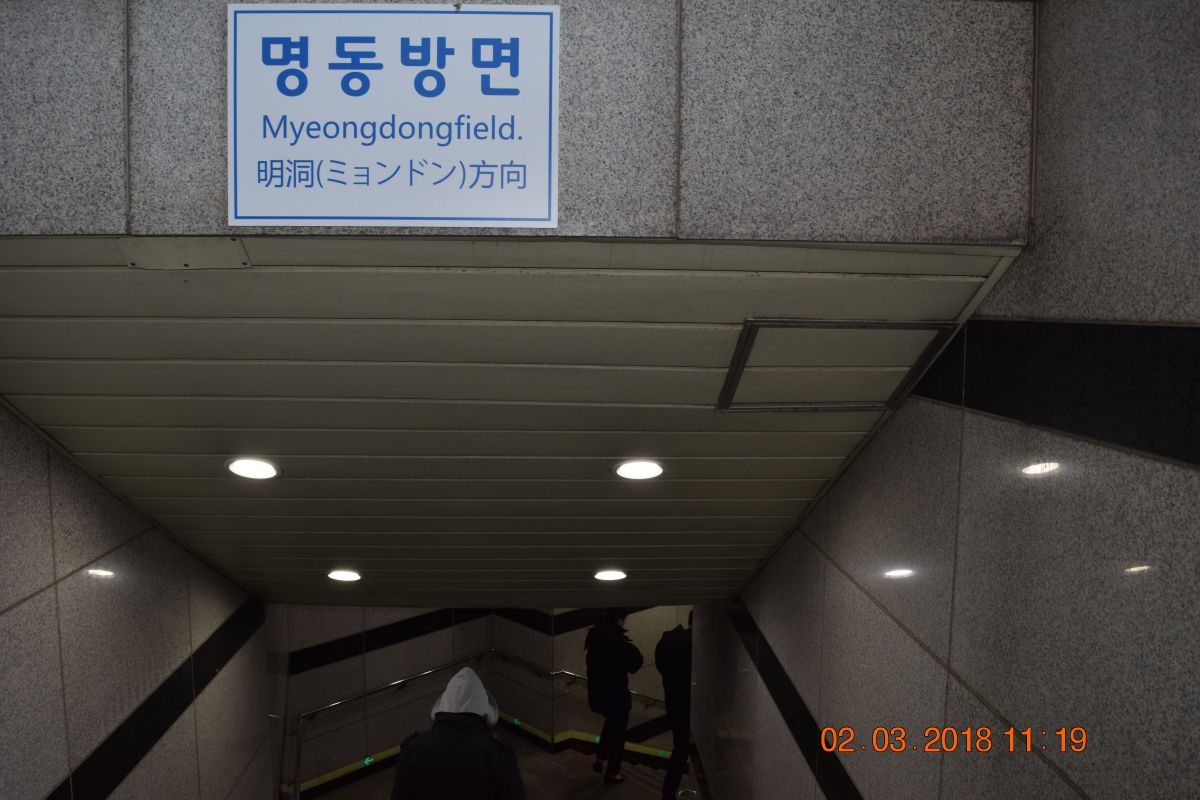 명동방면
Myeongdongfield.
明洞(ミョンドン)方向
02.03.2018 11:19